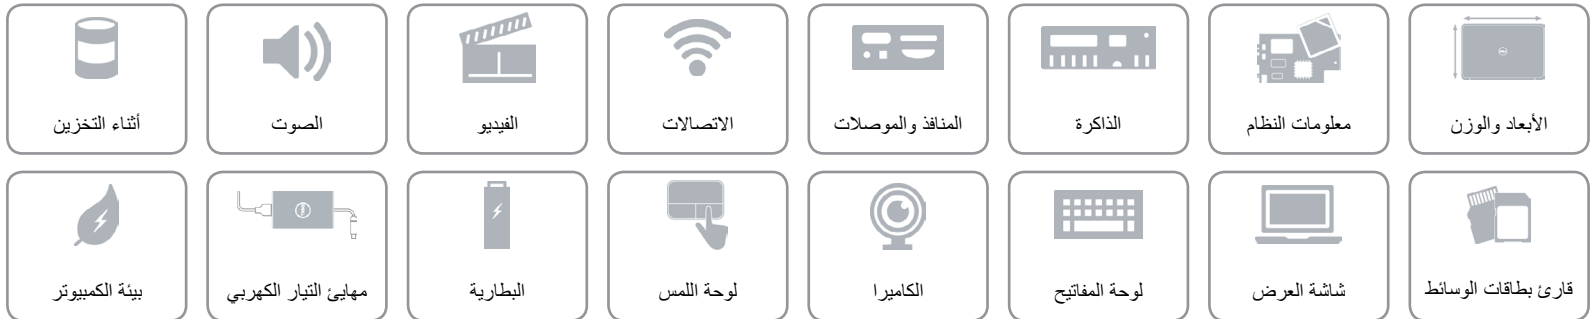 الأبعاد والوزن
معلومات النظام
الذاكرة
المنافذ والموصلات
الاتصالات
الفيديو
الصوت
أثناء التخزين
قارئ بطاقات الوسائط
شاشة العرض
لوحة المفاتيح
الكاميرا
لوحة اللمس
البطارية
مهايئ التيار الكهربي
بيئة الكمبيوتر